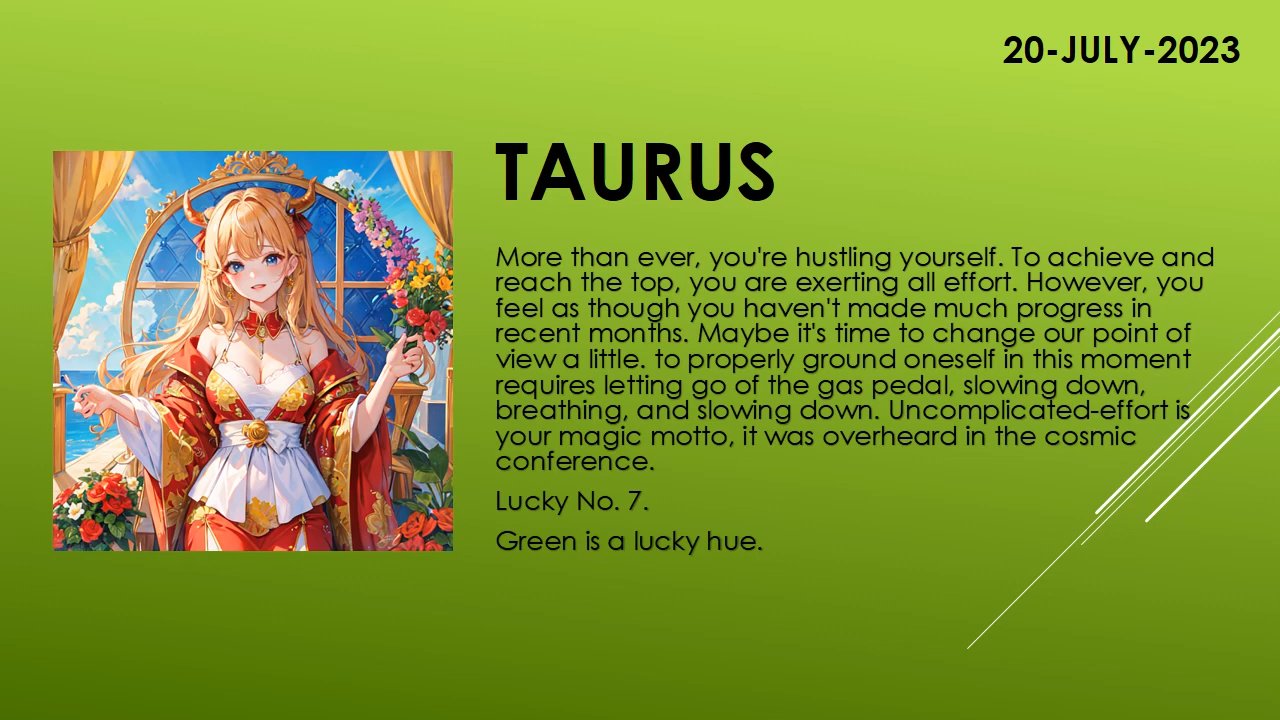 20-JULY-2023
TAURUS
More than ever, you're hustling yourself. To achieve and
reach the top, you are exerting all effort. However, you
feel as though you haven't made much progress in
recent months. Maybe it's time to change our point of
view a little. to properly ground oneself in this moment
requires letting go of the gas pedal, slowing down,
breathing, and slowing down. Uncomplicated-effort is
your magic motto, it was overheard in the cosmic
conference.
Lucky No. 7.
Green is a lucky hue.